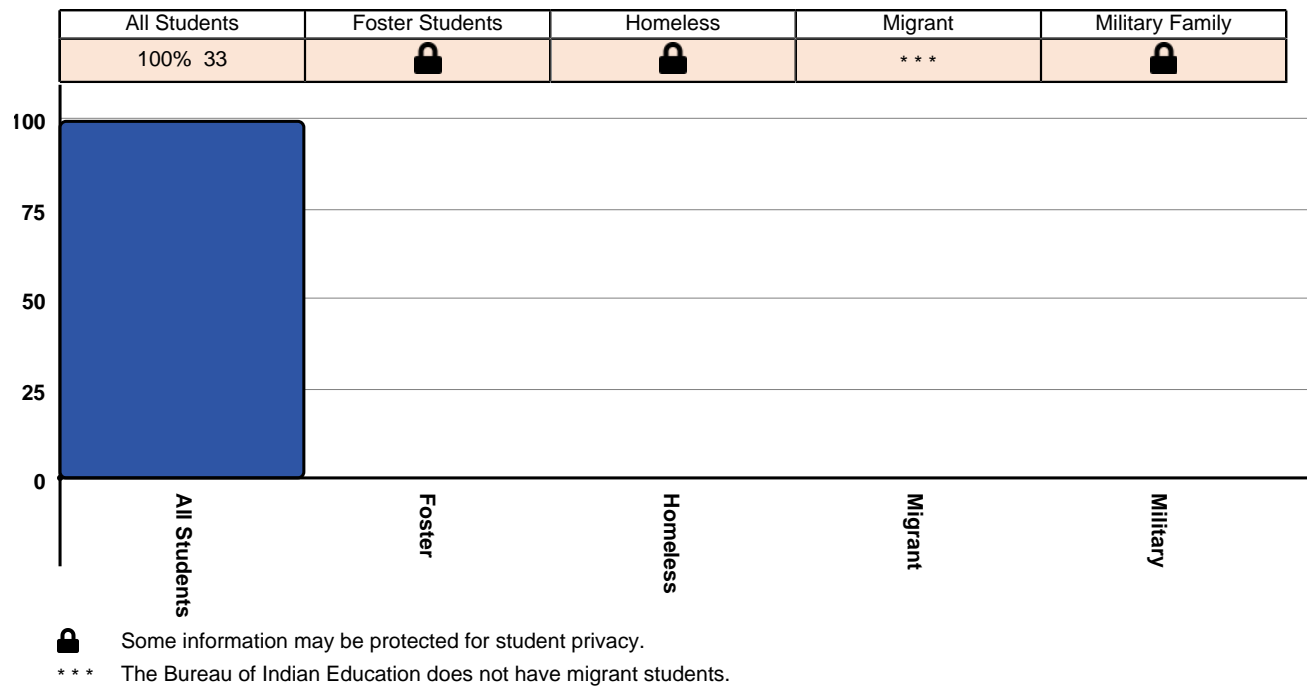 All Students Foster Students Homeless Migrant Military Family
100% 33 * * *
100
75
50
25
0
All Students
Foster
Homeless
Migrant
Military
Some information may be protected for student privacy.
* * * The Bureau of Indian Education does not have migrant students.